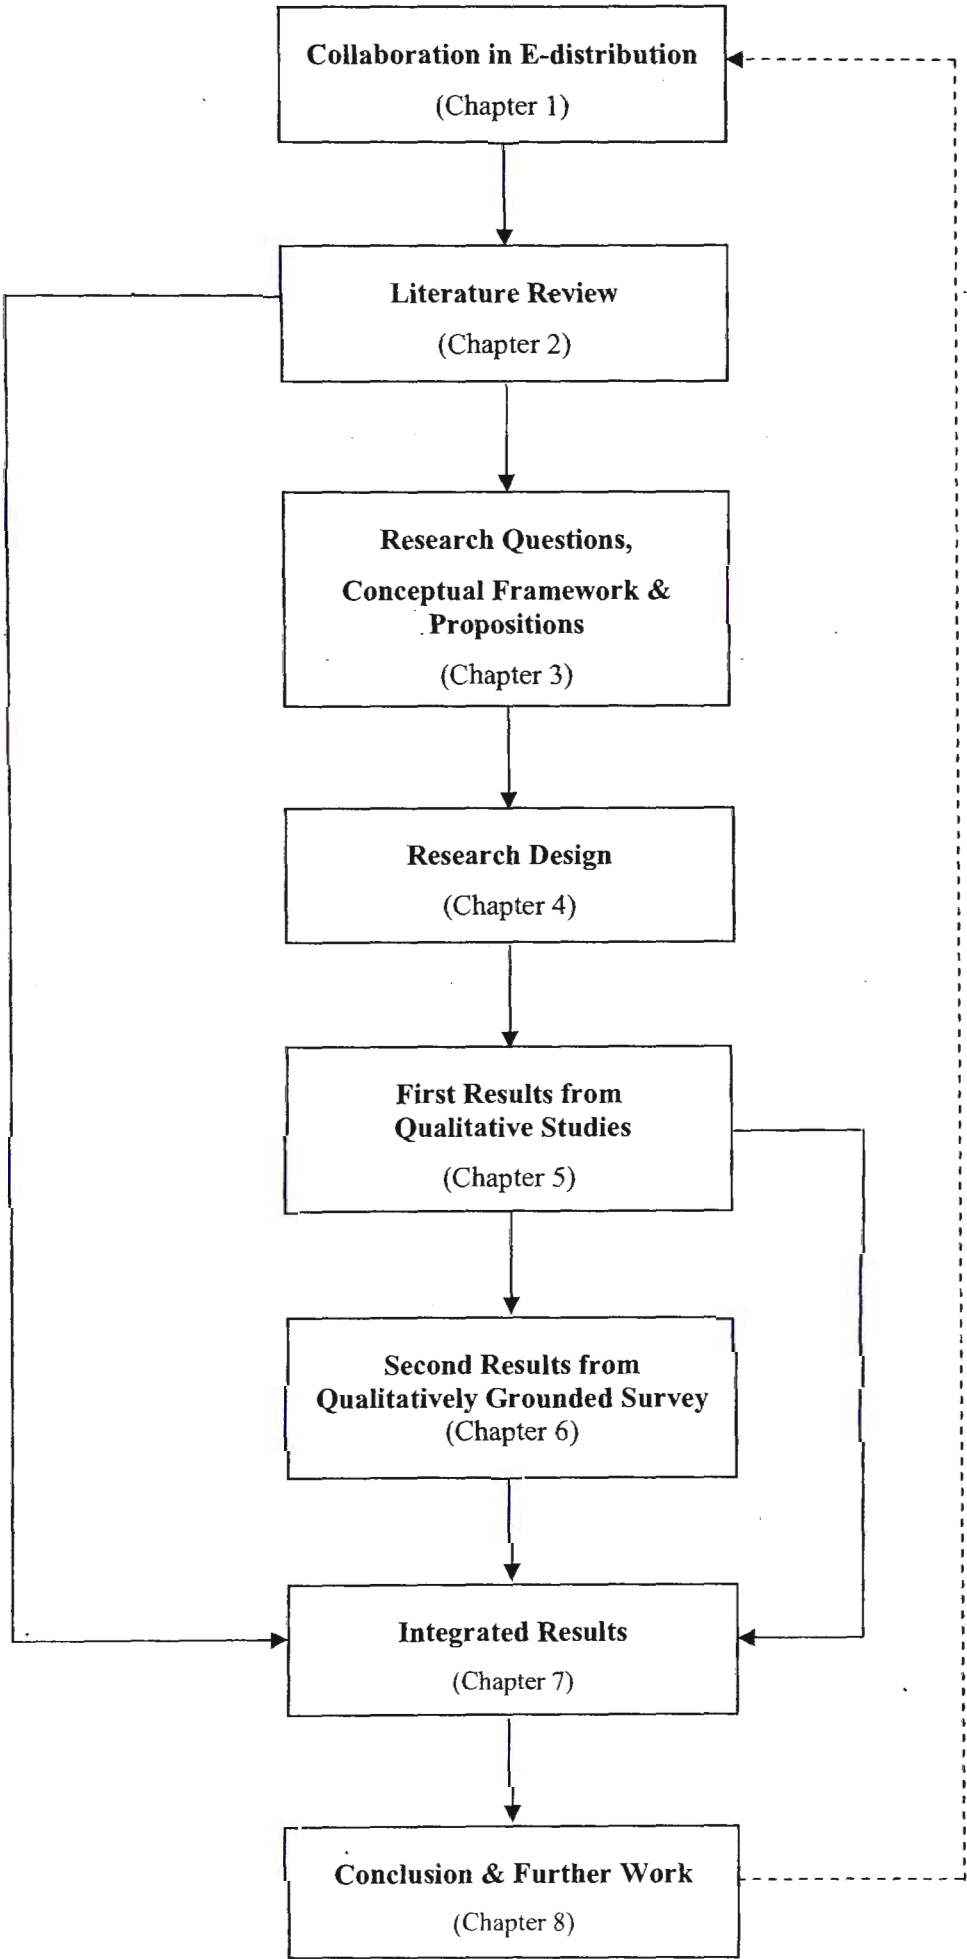 Collaboration in E-distribution
(Chapter 1)
Literature Review
(Chapter 2)
Research Questions,
Conceptual Framework &
Propositions
(Chapter 3)
Research Design
(Chapter 4)
First Results from
Qualitative Studies
(Chapter 5)
Second Results from
Qualitatively Grounded Survey
(Chapter 6)
Integrated Results
(Chapter 7)
Conclusion & Further Work
(Chapter 8)